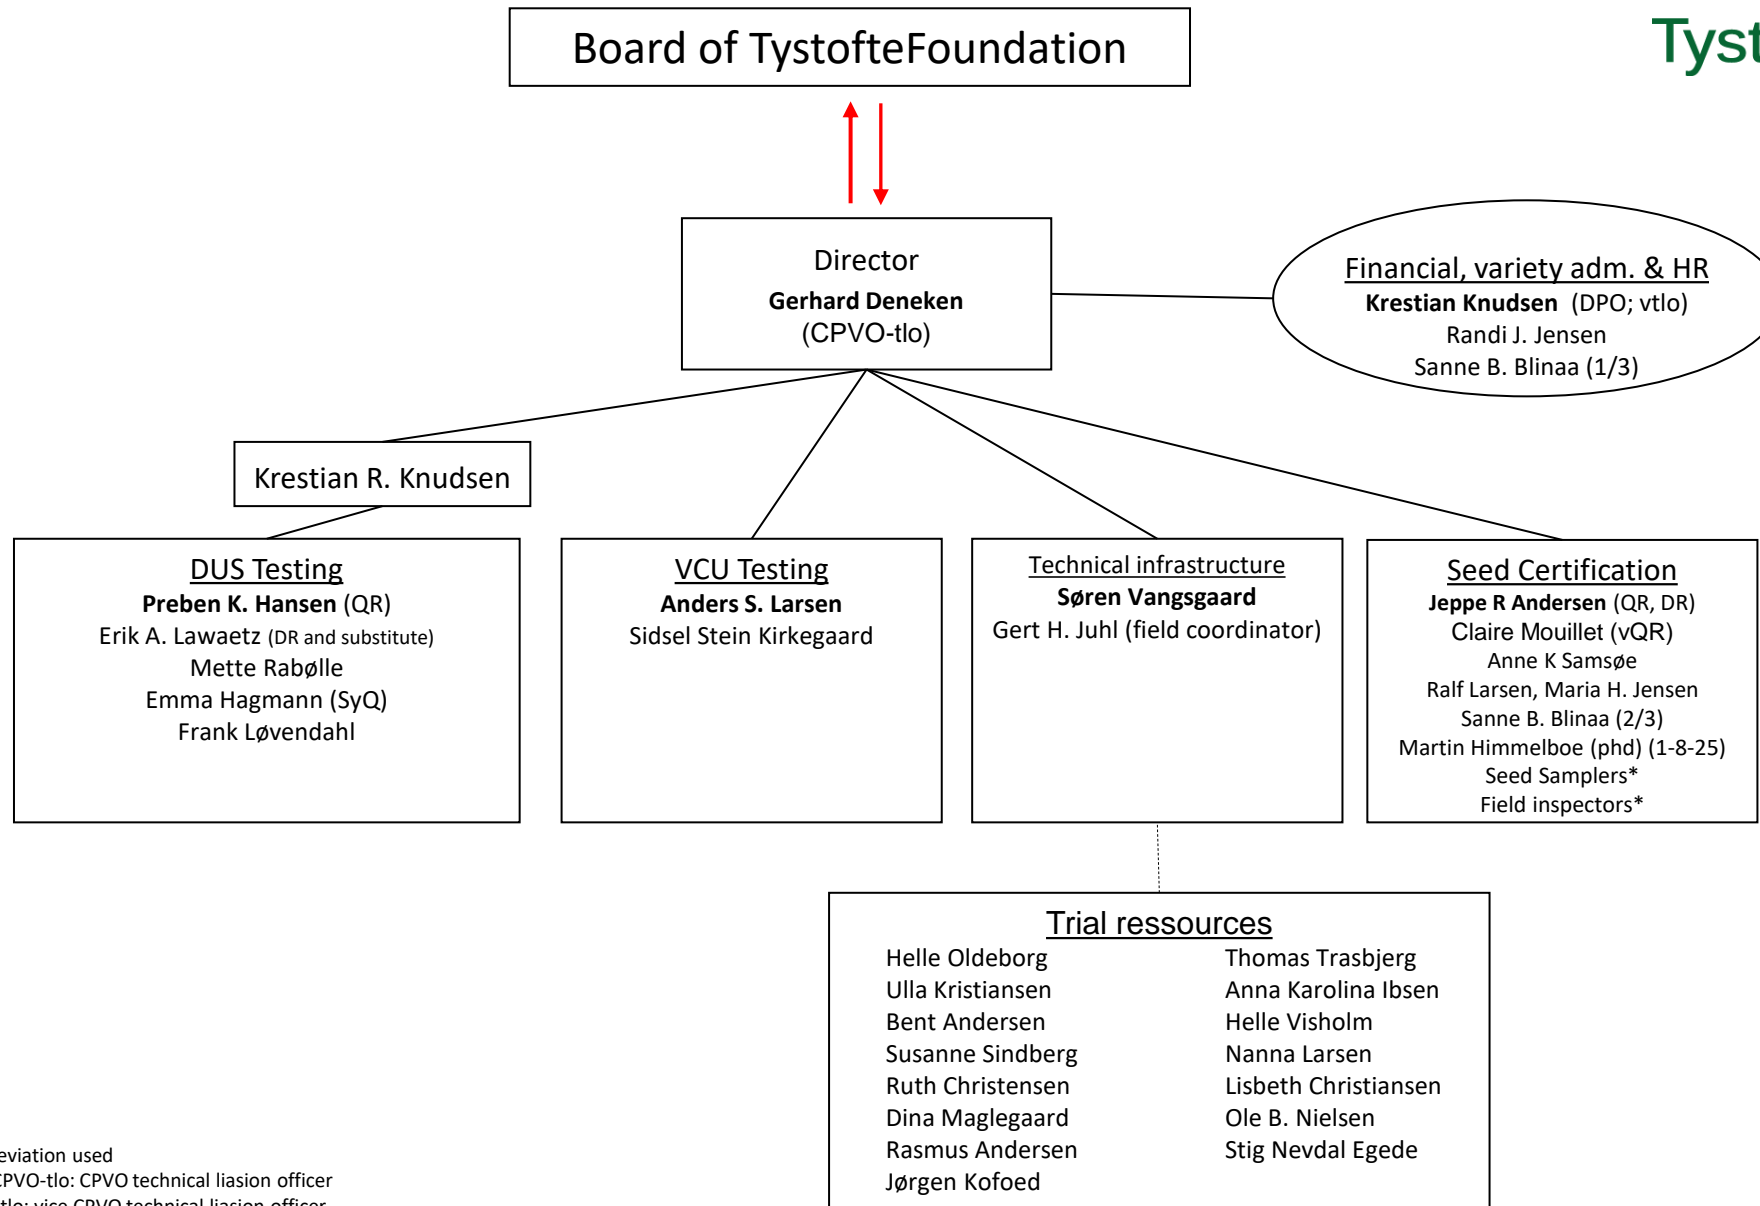 Board of TystofteFoundation
Tyst
Director
Gerhard Deneken
(CPVO-tlo)
Financial, variety adm. & HR
Krestian Knudsen (DPO; vtlo)
Randi J. Jensen
Sanne B. Blinaa (1/3)
Krestian R. Knudsen
DUS Testing
Preben K. Hansen (QR)
Erik A. Lawaetz (DR and substitute)
Mette Rabølle
Emma Hagmann (SyQ)
Frank Løvendahl
VCU Testing
Anders S. Larsen
Sidsel Stein Kirkegaard
Technical infrastructure
Søren Vangsgaard
Gert H. Juhl (field coordinator)
Seed Certification
Jeppe R Andersen (QR, DR)
Claire Mouillet (vQR)
Anne K Samsøe
Ralf Larsen, Maria H. Jensen
Sanne B. Blinaa (2/3)
Martin Himmelboe (phd) (1-8-25)
Seed Samplers*
Field inspectors*
Trial ressources
Helle Oldeborg
Ulla Kristiansen
Bent Andersen
Susanne Sindberg
Ruth Christensen
Dina Maglegaard
Rasmus Andersen
Jørgen Kofoed
Thomas Trasbjerg
Anna Karolina Ibsen
Helle Visholm
Nanna Larsen
Lisbeth Christiansen
Ole B. Nielsen
Stig Nevdal Egede
eviation used
CPVO-tlo: CPVO technical liasion officer
tlo: vice CPVO technical liasion officer